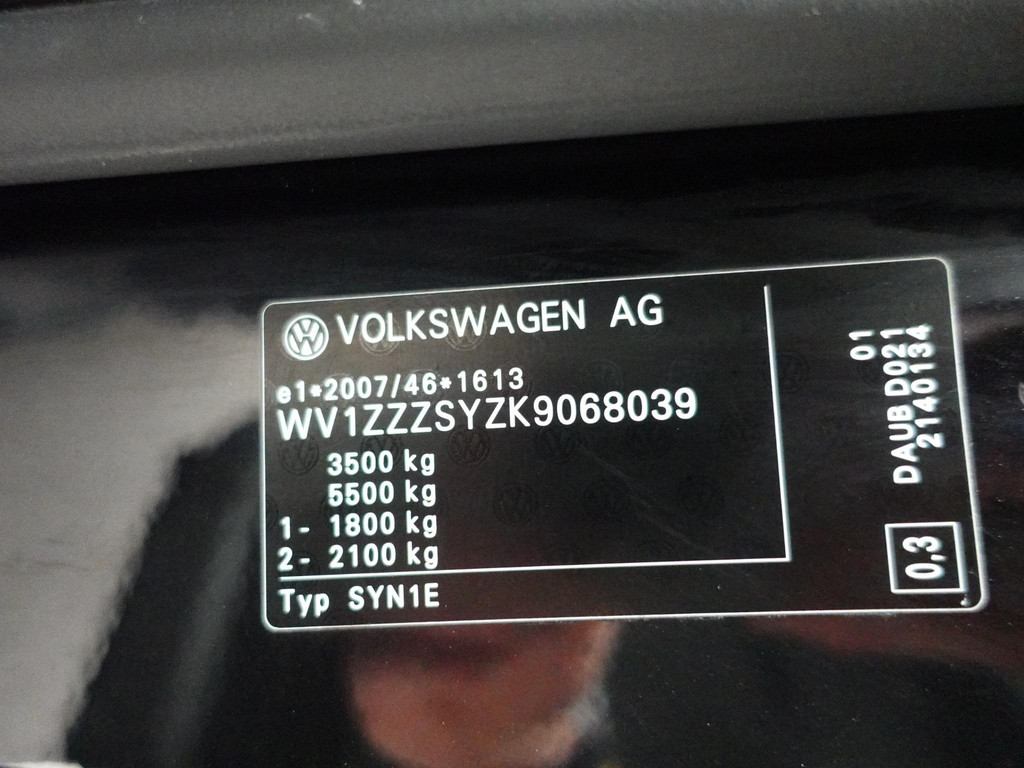 VOLKSWAGEN AG
e1*2007/46*1613
WV1ZZZSYZK9068039
3500 kg
5500 kg
1- 1800 kg
2- 2100 kg
Typ SYN1E
01
DAUB D021
2140134
0,3